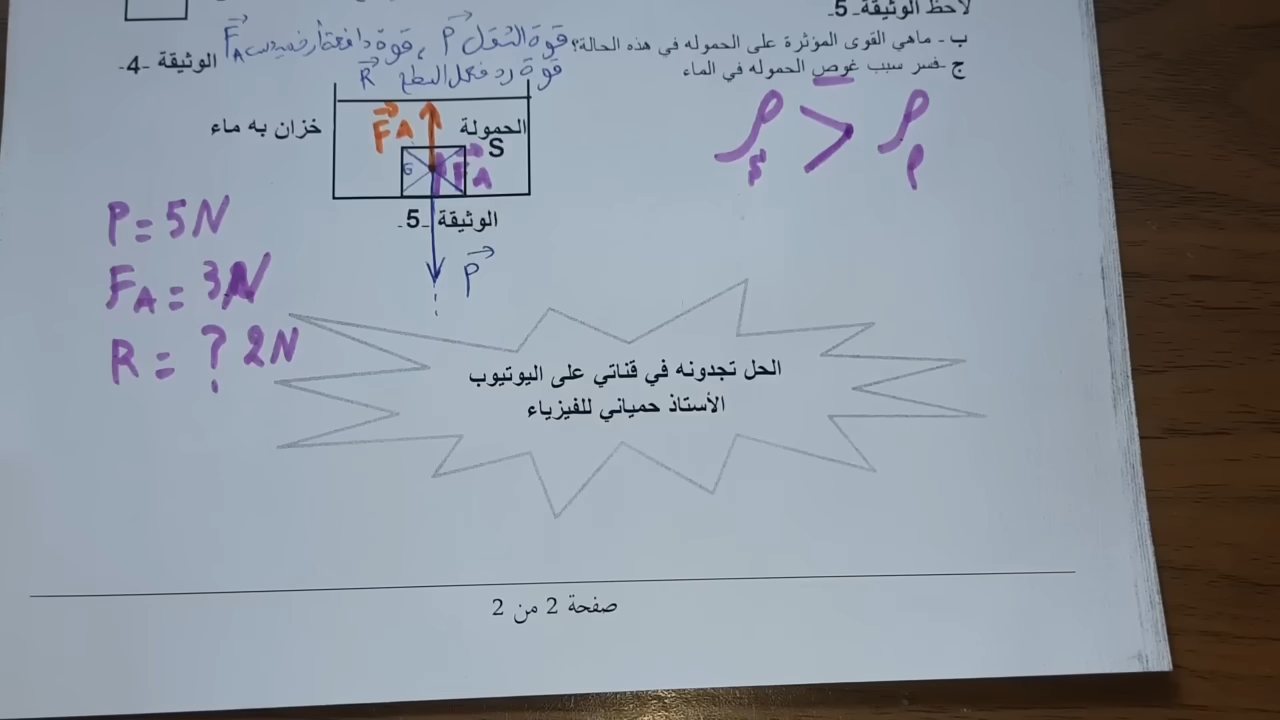 لاحظ الوثيقة ـ5ـ
ب - ماهي القوى المؤثرة على الحموله في هذه الحالة؟ قوة الثقل P ، قوة دافعة أرخميدس FA
قوة رد فعل السطح R
ج - فسر سبب غوص الحموله في الماء
الوثيقة -4-
خزان به ماء
الحمولة
S
FA
G
FA
الوثيقة -5-
P
P = 5N
FA = 3N
R = ? 2N
ρ > ρ
الحل تجدونه في قناتي على اليوتيوب
الأستاذ حمياني للفيزياء
صفحة 2 من 2